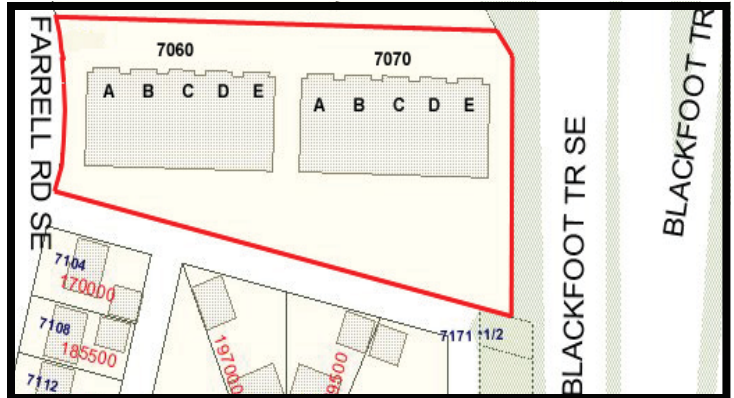 FARRELL RD SE
7060
A B C D E
7070
A B C D E
BLACKFOOT TR SE
BLACKFOOT TR
7104
170000
7108
185500
7112
197000
9500
7171 1/2